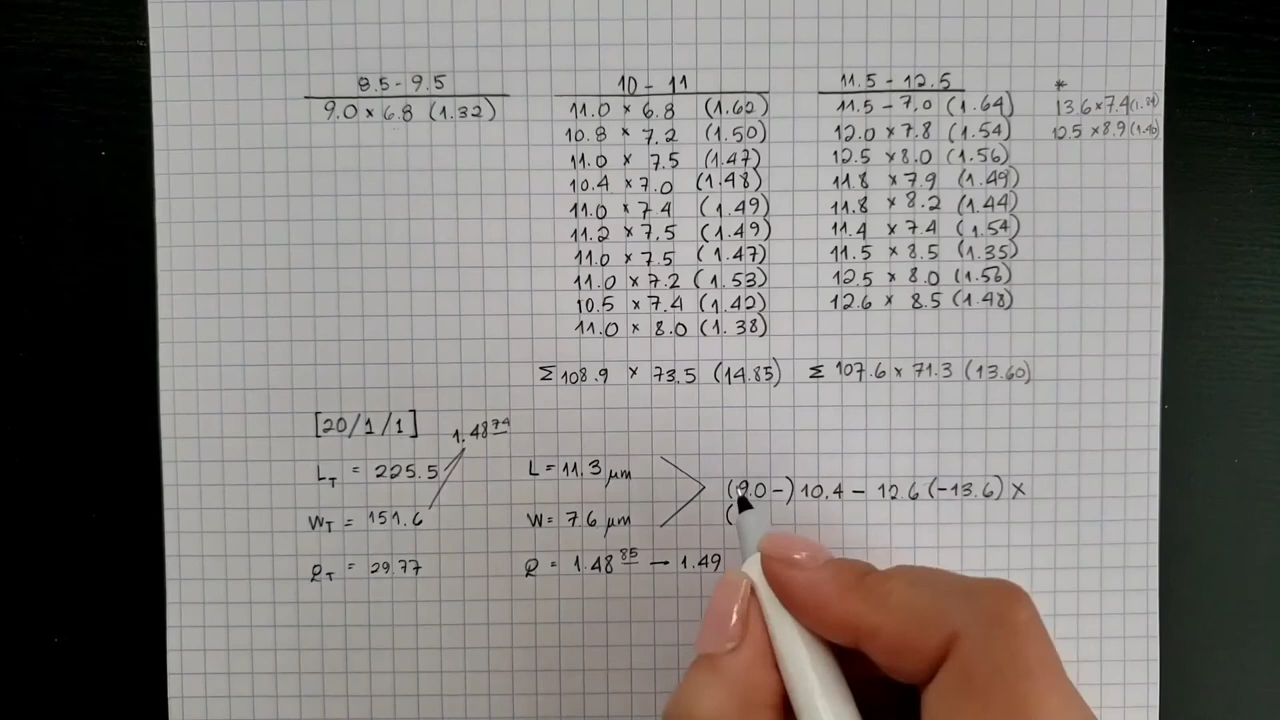 8.5 - 9.5
9.0 × 6.8 (1.32)
10 - 11
11.0 × 6.8 (1.62)
10.8 × 7.2 (1.50)
11.0 × 7.5 (1.47)
10.4 × 7.0 (1.48)
11.0 × 7.4 (1.49)
11.2 × 7.5 (1.49)
11.0 × 7.5 (1.47)
11.0 × 7.2 (1.53)
10.5 × 7.4 (1.42)
11.0 × 8.0 (1.38)
Σ 108.9 × 73.5 (14.85)
11.5 - 12.5
11.5 - 7.0 (1.64)
12.0 × 7.8 (1.54)
12.5 × 8.0 (1.56)
11.8 × 7.9 (1.49)
11.8 × 8.2 (1.44)
11.4 × 7.4 (1.54)
11.5 × 8.5 (1.35)
12.5 × 8.0 (1.56)
12.6 × 8.5 (1.48)
Σ 107.6 × 71.3 (13.60)
*
13.6 × 7.4 (1.84)
12.5 × 8.9 (1.40)
[20/1/1]
1.48 74
L_T = 225.5
W_T = 151.6
Q_T = 29.77
L = 11.3 µm
W = 7.6 µm
Q = 1.48 85 — 1.49
(9.0 -) 10.4 - 12.6 (-13.6) ×
(